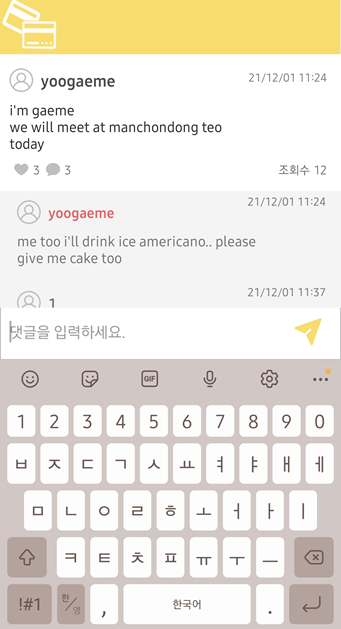 yoogaeme
21/12/01 11:24
i'm gaeme
we will meet at manchondong teo
today
3 3
조회수 12
21/12/01 11:24
yoogaeme
me too i'll drink ice americano.. please
give me cake too
21/12/01 11:37
1
댓글을 입력하세요.
GIF
1 2 3 4 5 6 7 8 9 0
ㅂ ㅈ ㄷ ㄱ ㅅ ㅛ ㅕ ㅑ ㅐ ㅔ
ㅁ ㄴ ㅇ ㄹ ㅎ ㅗ ㅓ ㅏ ㅣ
ㅋ ㅌ ㅊ ㅍ ㅠ ㅜ ㅡ
!#1 한/영 , 한국어 .